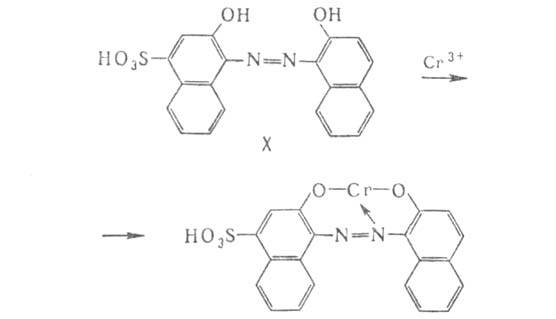 OH OH
HO₃S N=N Cr³⁺
X
O—Cr—O
HO₃S N=N